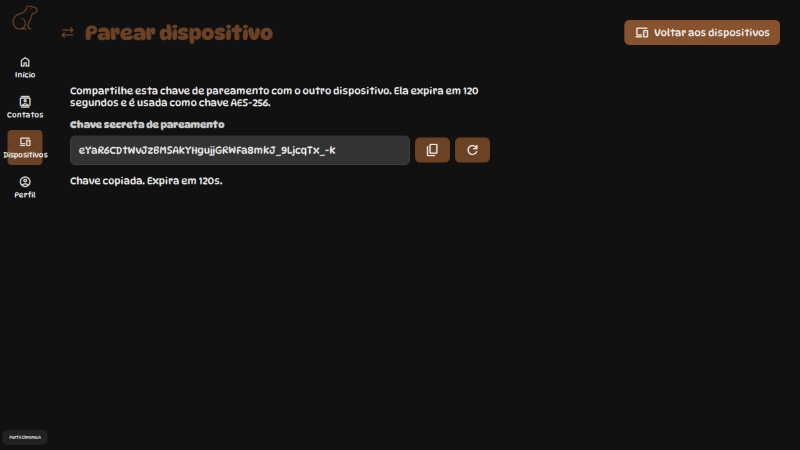 Parear dispositivo
Voltar aos dispositivos
Início
Contatos
Dispositivos
Perfil
Compartilhe esta chave de pareamento com o outro dispositivo. Ela expira em 120
segundos e é usada como chave AES-256.
Chave secreta de pareamento
eYaR6CDtWvJzBMSAkYHgujjGRWFa8mkJ_9LjcqTx_-k
Chave copiada. Expira em 120s.